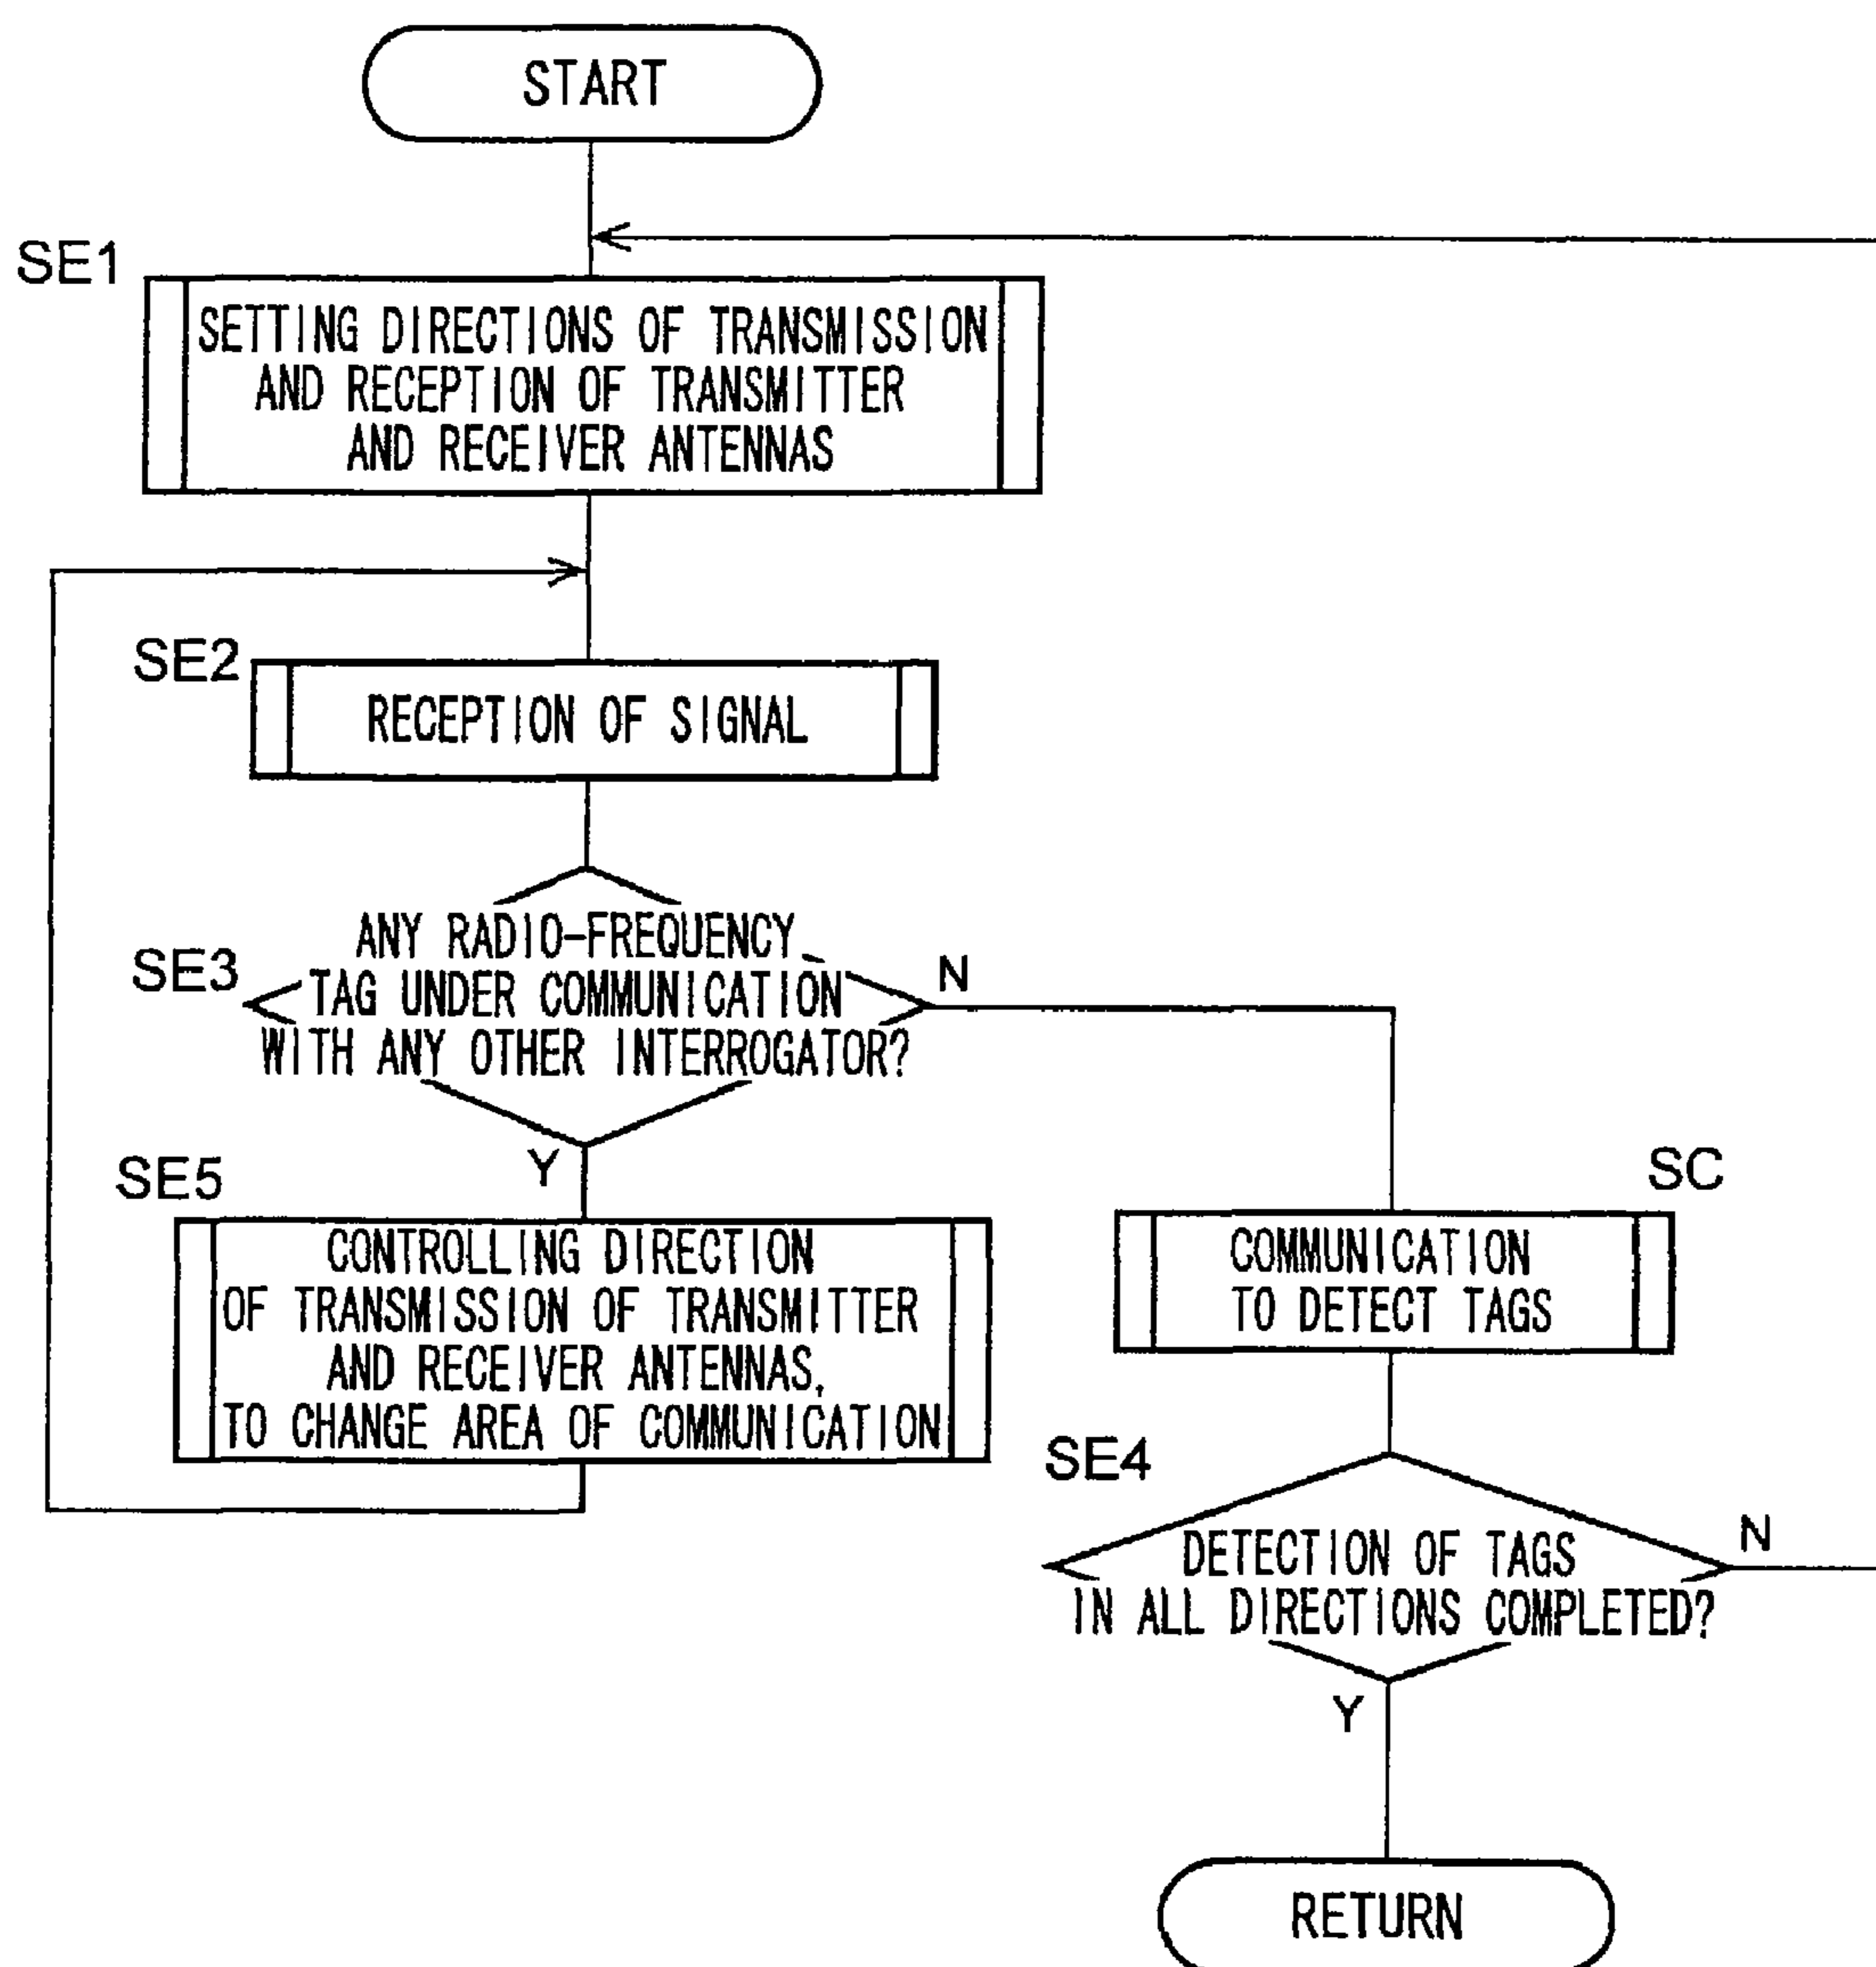 START
SE1
SETTING DIRECTIONS OF TRANSMISSION
AND RECEPTION OF TRANSMITTER
AND RECEIVER ANTENNAS
SE2
RECEPTION OF SIGNAL
SE3
ANY RADIO-FREQUENCY
TAG UNDER COMMUNICATION
WITH ANY OTHER INTERROGATOR?
N
Y
SE5
CONTROLLING DIRECTION
OF TRANSMISSION OF TRANSMITTER
AND RECEIVER ANTENNAS,
TO CHANGE AREA OF COMMUNICATION
SC
COMMUNICATION
TO DETECT TAGS
SE4
DETECTION OF TAGS
IN ALL DIRECTIONS COMPLETED?
N
Y
RETURN